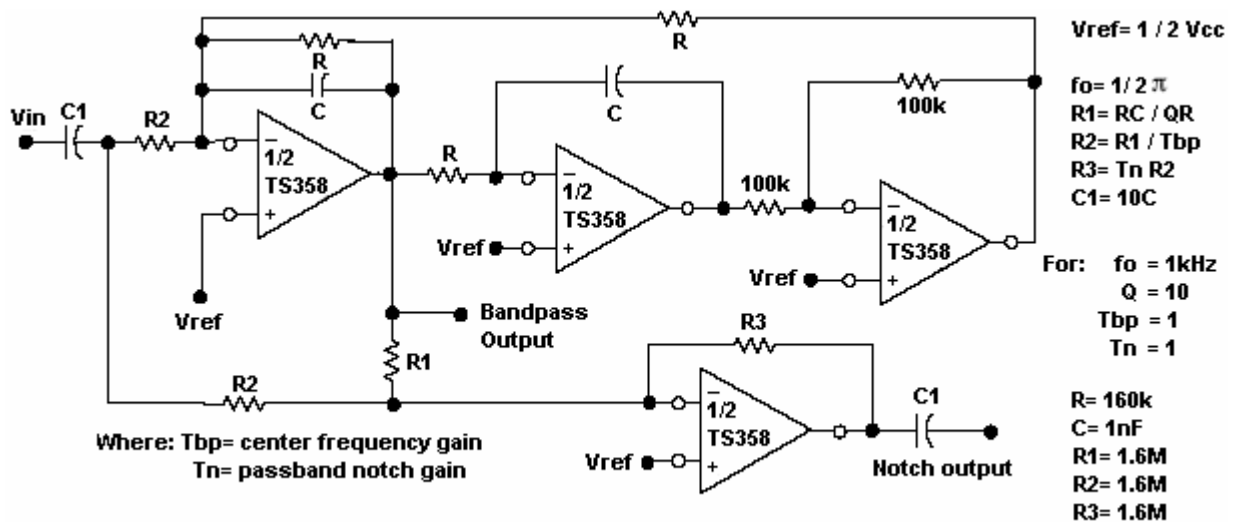 R
Vref= 1 / 2 Vcc
R
100k
fo= 1/ 2 π
R1= RC / QR
R2= R1 / Tbp
R3= Tn R2
C1= 10C
C
C
Vin
C1
R2
−
1/2
TS358
+
R
−
1/2
TS358
+
100k
−
1/2
TS358
+
Vref
Vref
Vref
For: fo = 1kHz
Q = 10
Tbp = 1
Tn = 1
Bandpass
Output
R1
R3
R2
−
1/2
TS358
+
C1
Vref
Notch output
Where: Tbp= center frequency gain
Tn= passband notch gain
R= 160k
C= 1nF
R1= 1.6M
R2= 1.6M
R3= 1.6M